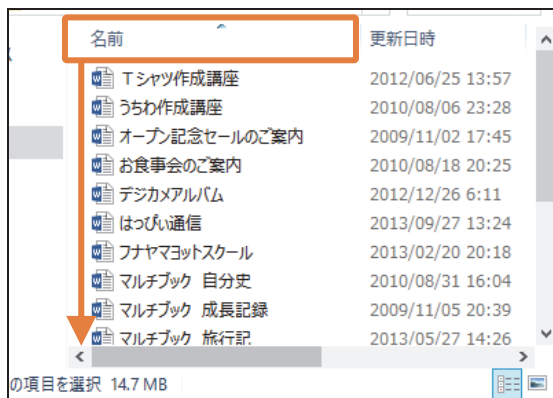 名前 更新日時
Tシャツ作成講座 2012/06/25 13:57
うちわ作成講座 2010/08/06 23:28
オープン記念セールのご案内 2009/11/02 17:45
お食事会のご案内 2010/08/18 20:25
デジカメアルバム 2012/12/26 6:11
はっぴぃ通信 2013/09/27 13:24
フナヤマヨットスクール 2013/02/20 20:18
マルチブック 自分史 2010/08/31 16:04
マルチブック 成長記録 2009/11/05 20:39
マルチブック 旅行記 2013/05/27 14:26
の項目を選択 14.7 MB